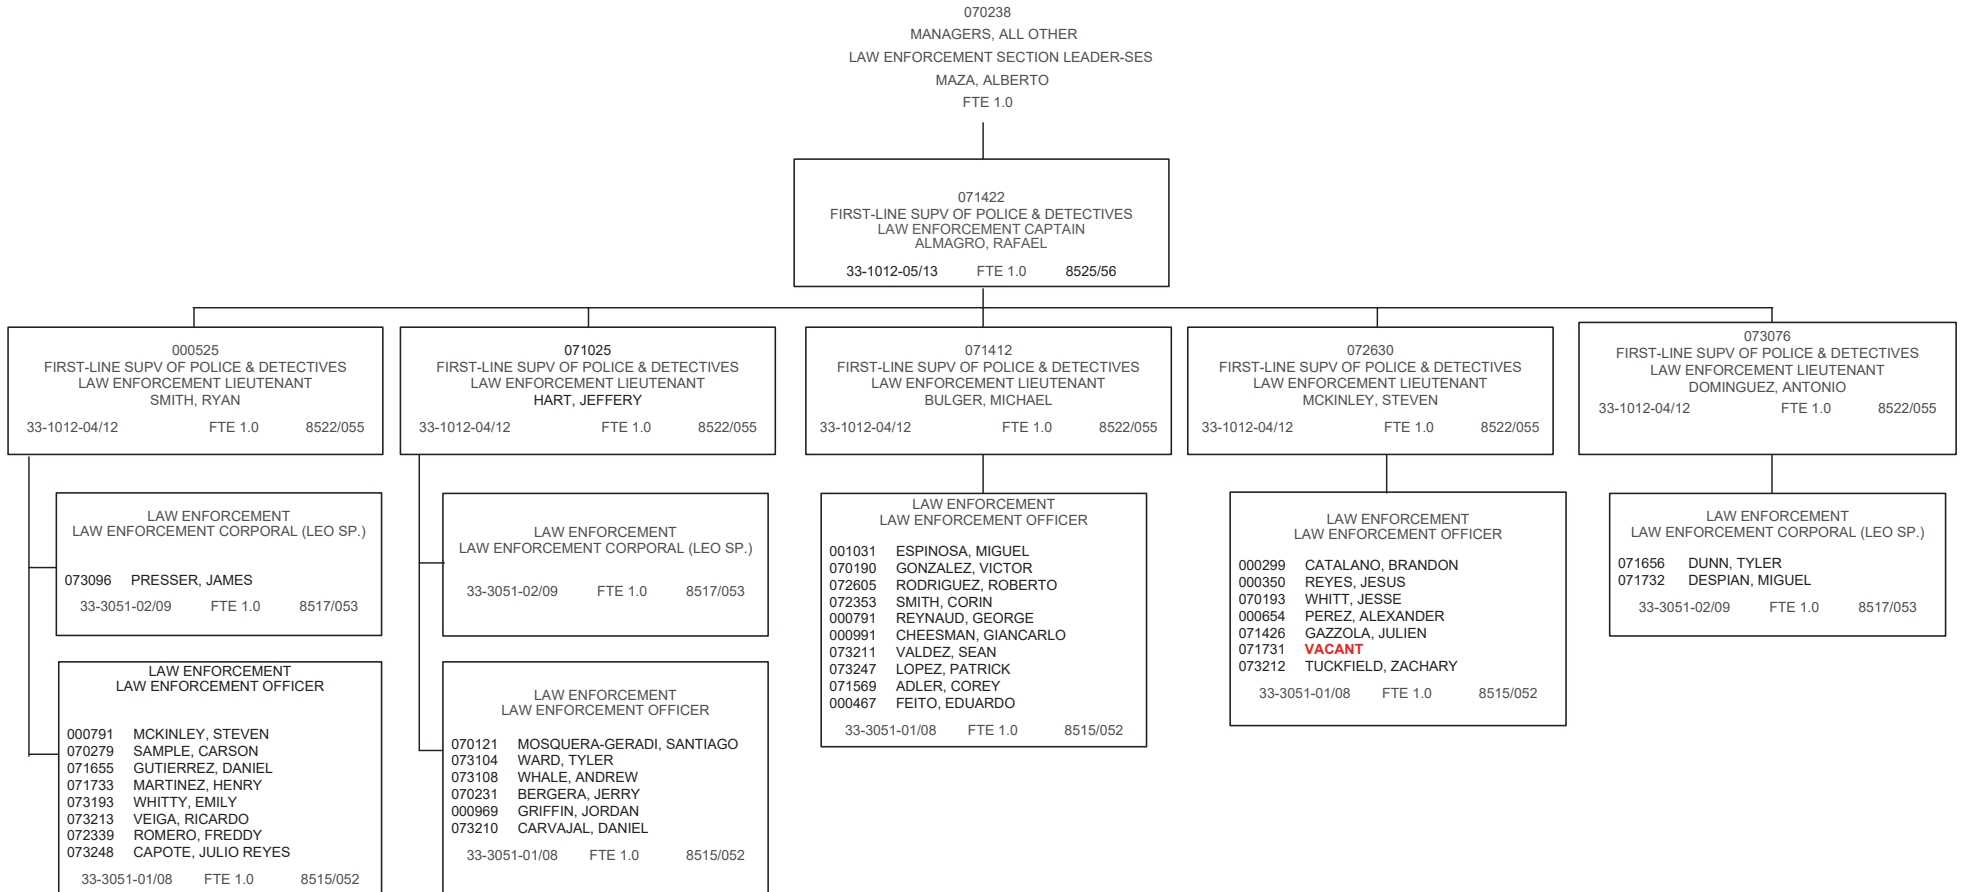 070238
MANAGERS, ALL OTHER
LAW ENFORCEMENT SECTION LEADER-SES
MAZA, ALBERTO
FTE 1.0
071422
FIRST-LINE SUPV OF POLICE & DETECTIVES
LAW ENFORCEMENT CAPTAIN
ALMAGRO, RAFAEL
33-1012-05/13 FTE 1.0 8525/56
000525
FIRST-LINE SUPV OF POLICE & DETECTIVES
LAW ENFORCEMENT LIEUTENANT
SMITH, RYAN
33-1012-04/12 FTE 1.0 8522/055
071025
FIRST-LINE SUPV OF POLICE & DETECTIVES
LAW ENFORCEMENT LIEUTENANT
HART, JEFFERY
33-1012-04/12 FTE 1.0 8522/055
071412
FIRST-LINE SUPV OF POLICE & DETECTIVES
LAW ENFORCEMENT LIEUTENANT
BULGER, MICHAEL
33-1012-04/12 FTE 1.0 8522/055
072630
FIRST-LINE SUPV OF POLICE & DETECTIVES
LAW ENFORCEMENT LIEUTENANT
MCKINLEY, STEVEN
33-1012-04/12 FTE 1.0 8522/055
073076
FIRST-LINE SUPV OF POLICE & DETECTIVES
LAW ENFORCEMENT LIEUTENANT
DOMINGUEZ, ANTONIO
33-1012-04/12 FTE 1.0 8522/055
LAW ENFORCEMENT
LAW ENFORCEMENT CORPORAL (LEO SP.)
073096 PRESSER, JAMES
33-3051-02/09 FTE 1.0 8517/053
LAW ENFORCEMENT
LAW ENFORCEMENT OFFICER
000791 MCKINLEY, STEVEN
070279 SAMPLE, CARSON
071655 GUTIERREZ, DANIEL
071733 MARTINEZ, HENRY
073193 WHITTY, EMILY
073213 VEIGA, RICARDO
072339 ROMERO, FREDDY
073248 CAPOTE, JULIO REYES
33-3051-01/08 FTE 1.0 8515/052
LAW ENFORCEMENT
LAW ENFORCEMENT CORPORAL (LEO SP.)
33-3051-02/09 FTE 1.0 8517/053
LAW ENFORCEMENT
LAW ENFORCEMENT OFFICER
070121 MOSQUERA-GERADI, SANTIAGO
073104 WARD, TYLER
073108 WHALE, ANDREW
070231 BERGERA, JERRY
000969 GRIFFIN, JORDAN
073210 CARVAJAL, DANIEL
33-3051-01/08 FTE 1.0 8515/052
LAW ENFORCEMENT
LAW ENFORCEMENT OFFICER
001031 ESPINOSA, MIGUEL
070190 GONZALEZ, VICTOR
072605 RODRIGUEZ, ROBERTO
072353 SMITH, CORIN
000791 REYNAUD, GEORGE
000991 CHEESMAN, GIANCARLO
073211 VALDEZ, SEAN
073247 LOPEZ, PATRICK
071569 ADLER, COREY
000467 FEITO, EDUARDO
33-3051-01/08 FTE 1.0 8515/052
LAW ENFORCEMENT
LAW ENFORCEMENT OFFICER
000299 CATALANO, BRANDON
000350 REYES, JESUS
070193 WHITT, JESSE
000654 PEREZ, ALEXANDER
071426 GAZZOLA, JULIEN
071731 VACANT
073212 TUCKFIELD, ZACHARY
33-3051-01/08 FTE 1.0 8515/052
LAW ENFORCEMENT
LAW ENFORCEMENT CORPORAL (LEO SP.)
071656 DUNN, TYLER
071732 DESPIAN, MIGUEL
33-3051-02/09 FTE 1.0 8517/053